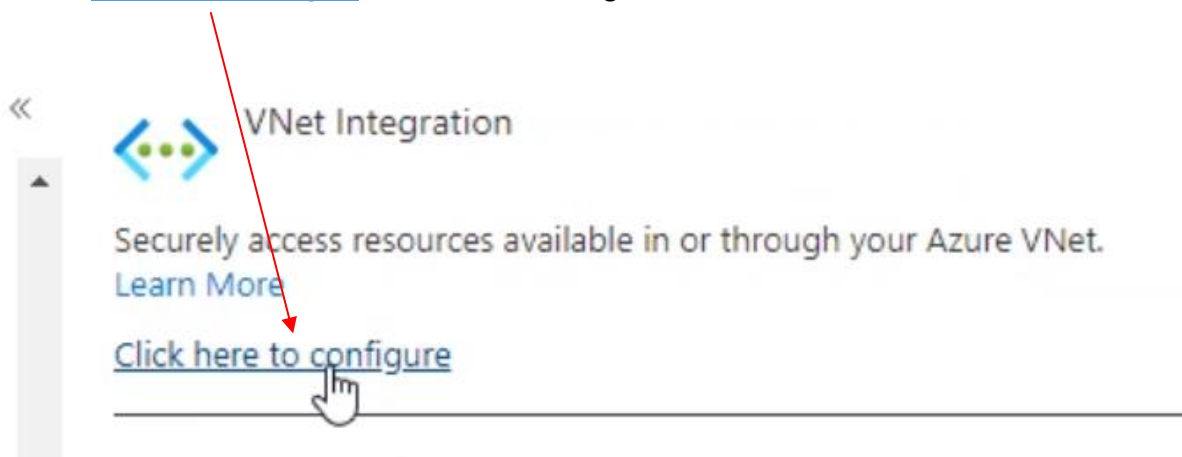 VNet Integration
Securely access resources available in or through your Azure VNet.
Learn More
Click here to configure